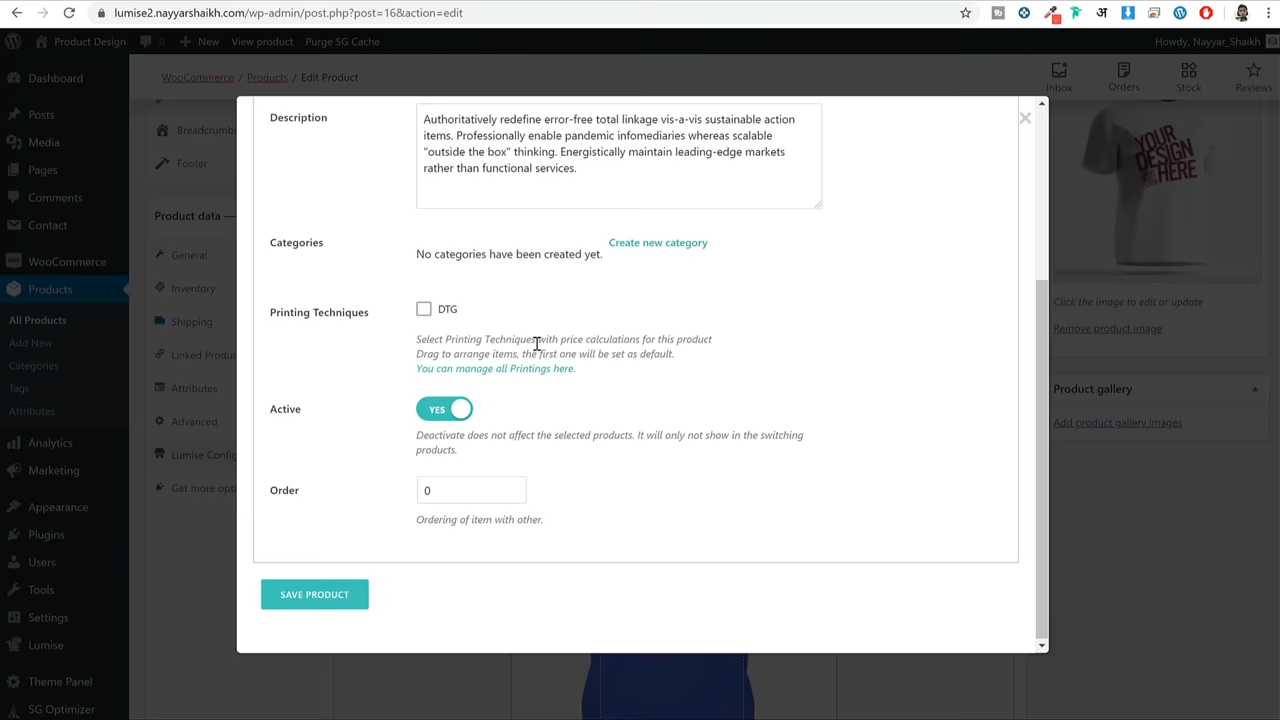 lumise2.nayyarshaikh.com/wp-admin/post.php?post=16&action=edit
Product Design
0
New
View product
Purge SG Cache
Howdy, Nayyar_Shaikh
Dashboard
Posts
Media
Pages
Comments
Contact
WooCommerce
Products
All Products
Add New
Categories
Tags
Attributes
Analytics
Marketing
Appearance
Plugins
Users
Tools
Settings
Lumise
Theme Panel
SG Optimizer
WooCommerce / Products / Edit Product
Inbox
Orders
Stock
Reviews
Breadcrumbs
Footer
Product data —
General
Inventory
Shipping
Linked Produ
Attributes
Advanced
Lumise Config
Get more opti
Description
Authoritatively redefine error-free total linkage vis-a-vis sustainable action
items. Professionally enable pandemic infomediaries whereas scalable
"outside the box" thinking. Energistically maintain leading-edge markets
rather than functional services.
Categories
No categories have been created yet.
Create new category
Printing Techniques
DTG
Select Printing Techniques with price calculations for this product
Drag to arrange items, the first one will be set as default.
You can manage all Printings here.
Active
YES
Deactivate does not affect the selected products. It will only not show in the switching
products.
Order
0
Ordering of item with other.
SAVE PRODUCT
YOUR
DESIGN
HERE
Click the image to edit or update
Remove product image
Product gallery
Add product gallery images